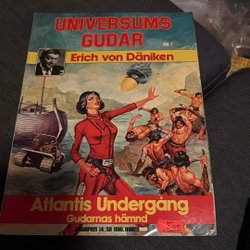 UNIVERSUMS
GUDAR
NR. 1
Erich von Däniken
Atlantis Undergång
Gudarnas hämnd